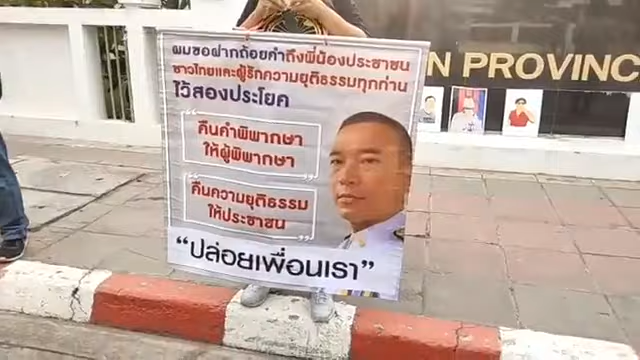 ผมขอฝากถ้อยคำถึงพี่น้องประชาชน
ชาวไทยและผู้รักความยุติธรรมทุกท่าน
ไว้สองประโยค
"คืนคำพิพากษา
ให้ผู้พิพากษา"
"คืนความยุติธรรม
ให้ประชาชน"
"ปล่อยเพื่อนเรา"
N PROVINC